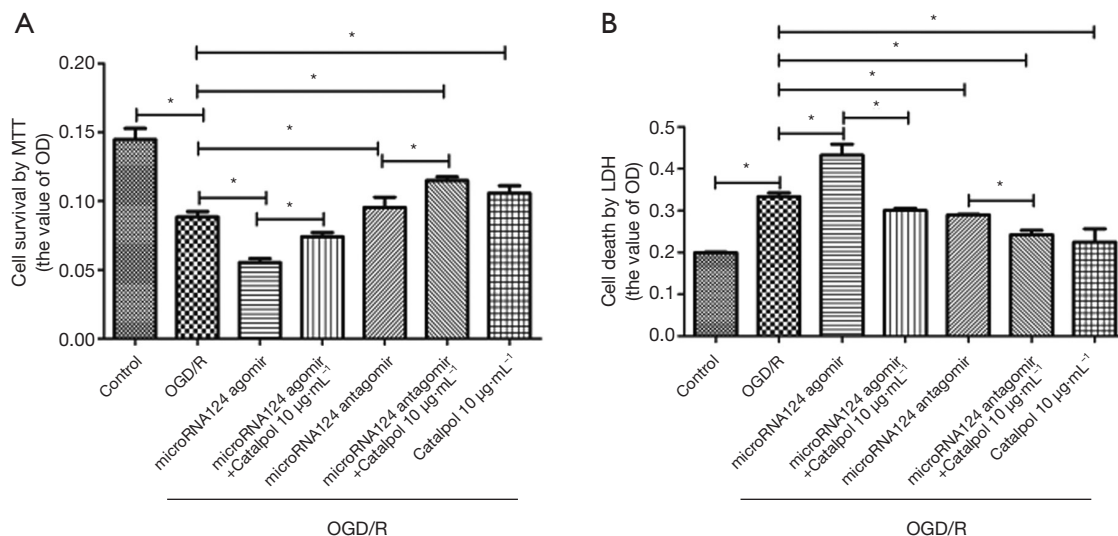 A
*
*
*
*
*
*
*
0.20
0.15
0.10
0.05
0.00
Cell survival by MTT
(the value of OD)
Control
OGD/R
microRNA124 agomir
microRNA124 agomir
+Catalpol 10 µg·mL⁻¹
microRNA124 antagomir
microRNA124 antagomir
+Catalpol 10 µg·mL⁻¹
Catalpol 10 µg·mL⁻¹
OGD/R
B
*
*
*
*
*
*
*
0.5
0.4
0.3
0.2
0.1
0.0
Cell death by LDH
(the value of OD)
Control
OGD/R
microRNA124 agomir
microRNA124 agomir
+Catalpol 10 µg·mL⁻¹
microRNA124 antagomir
microRNA124 antagomir
+Catalpol 10 µg·mL⁻¹
Catalpol 10 µg·mL⁻¹
OGD/R